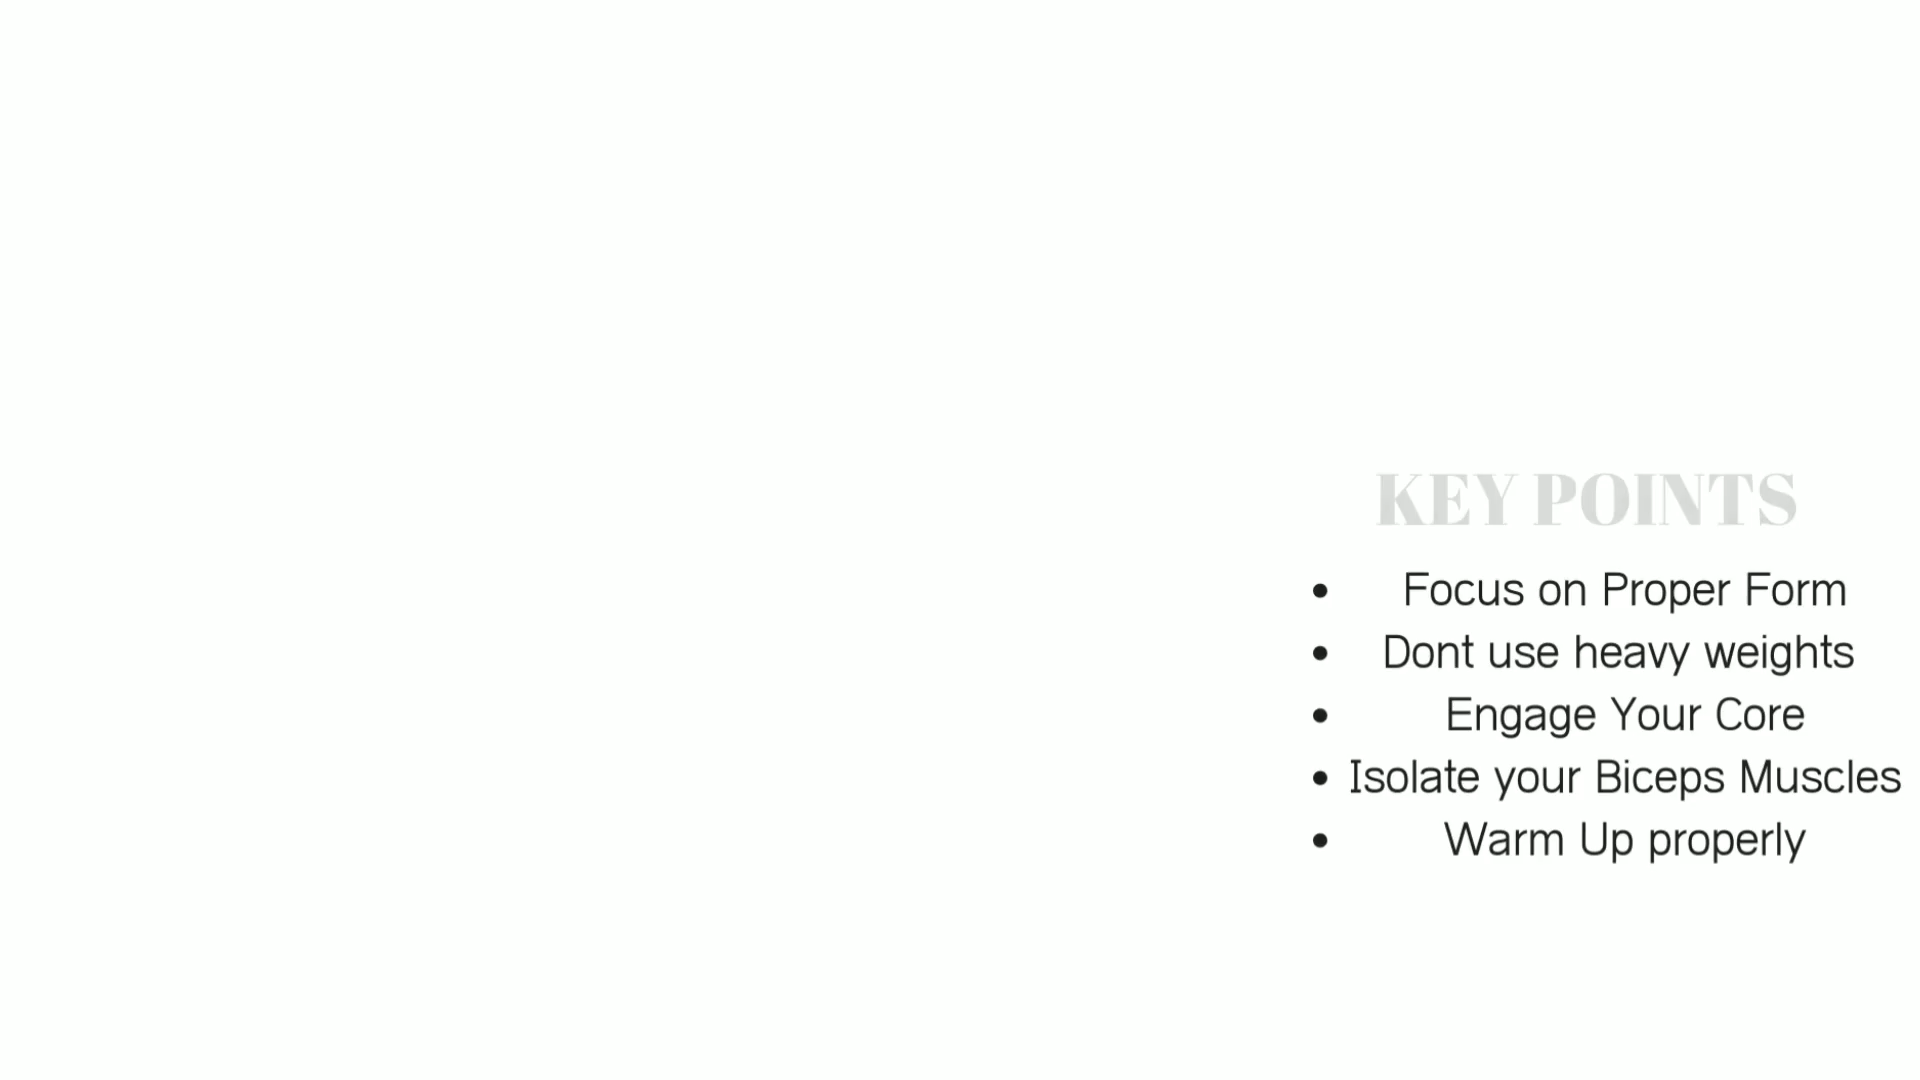 KEY POINTS
• Focus on Proper Form
• Dont use heavy weights
• Engage Your Core
• Isolate your Biceps Muscles
• Warm Up properly